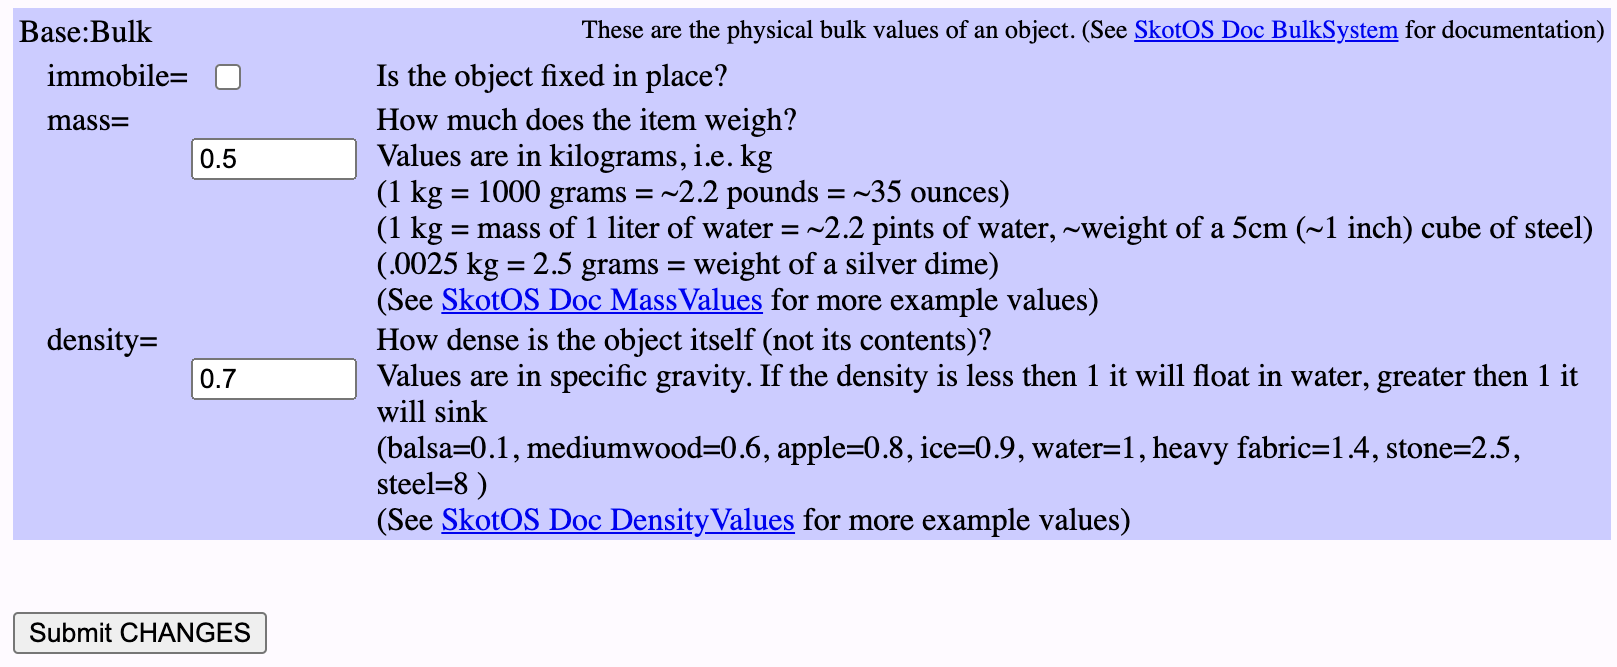 Base:Bulk These are the physical bulk values of an object. (See SkotOS Doc BulkSystem for documentation)
immobile= Is the object fixed in place?
mass= How much does the item weigh?
0.5 Values are in kilograms, i.e. kg
(1 kg = 1000 grams = ~2.2 pounds = ~35 ounces)
(1 kg = mass of 1 liter of water = ~2.2 pints of water, ~weight of a 5cm (~1 inch) cube of steel)
(.0025 kg = 2.5 grams = weight of a silver dime)
(See SkotOS Doc MassValues for more example values)
density= How dense is the object itself (not its contents)?
0.7 Values are in specific gravity. If the density is less then 1 it will float in water, greater then 1 it
will sink
(balsa=0.1, mediumwood=0.6, apple=0.8, ice=0.9, water=1, heavy fabric=1.4, stone=2.5,
steel=8 )
(See SkotOS Doc DensityValues for more example values)
Submit CHANGES